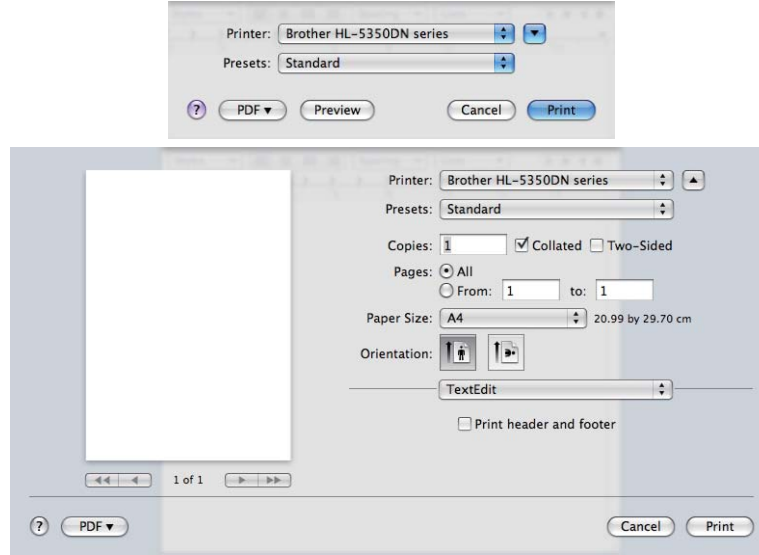 Printer: Brother HL-5350DN series
Presets: Standard
? PDF▼ Preview Cancel Print
Printer: Brother HL-5350DN series
Presets: Standard
Copies: 1 Collated Two-Sided
Pages: All
From: 1 to: 1
Paper Size: A4 20.99 by 29.70 cm
Orientation:
TextEdit
Print header and footer
1 of 1
? PDF▼ Cancel Print